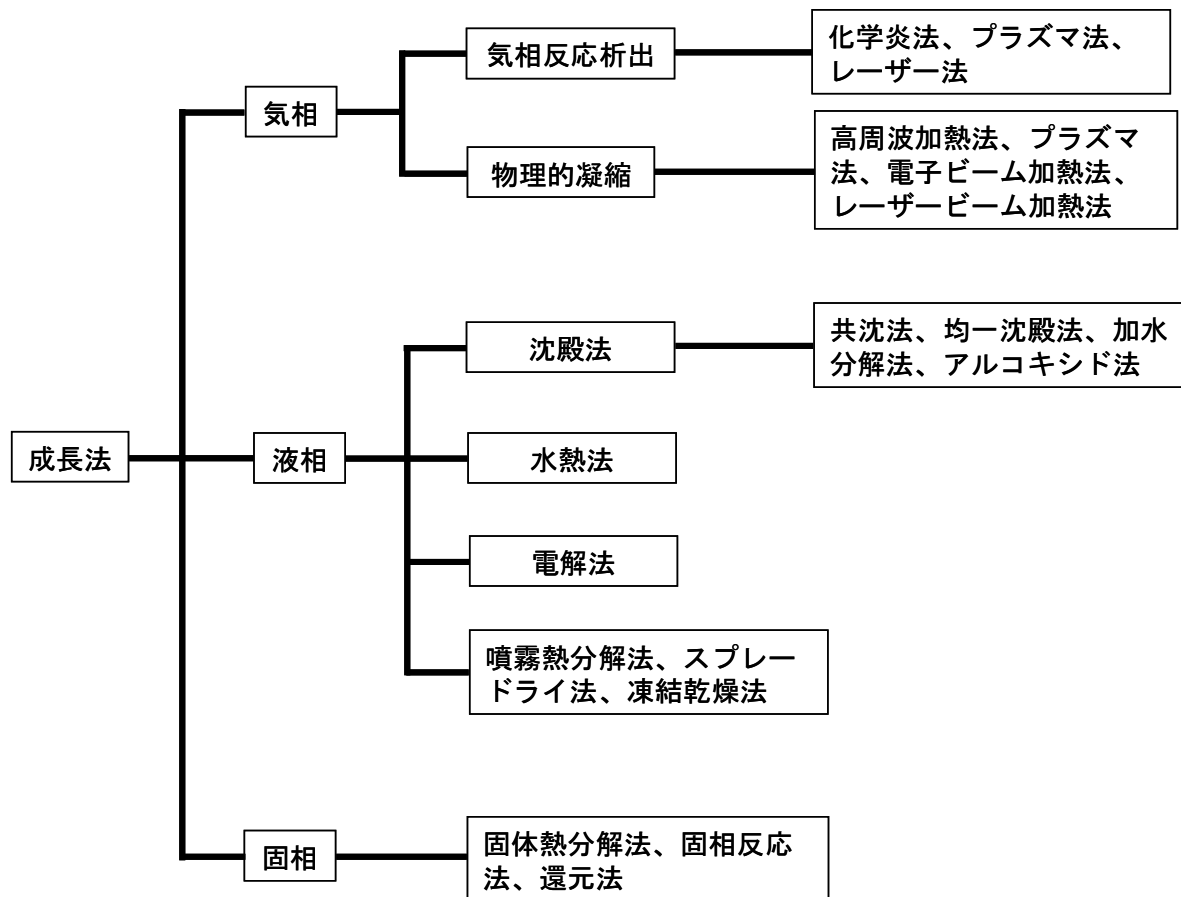 気相反応析出
化学炎法、プラズマ法、
レーザー法
気相
物理的凝縮
高周波加熱法、プラズマ
法、電子ビーム加熱法、
レーザービーム加熱法
沈殿法
共沈法、均一沈殿法、加水
分解法、アルコキシド法
成長法
液相
水熱法
電解法
噴霧熱分解法、スプレー
ドライ法、凍結乾燥法
固相
固体熱分解法、固相反応
法、還元法